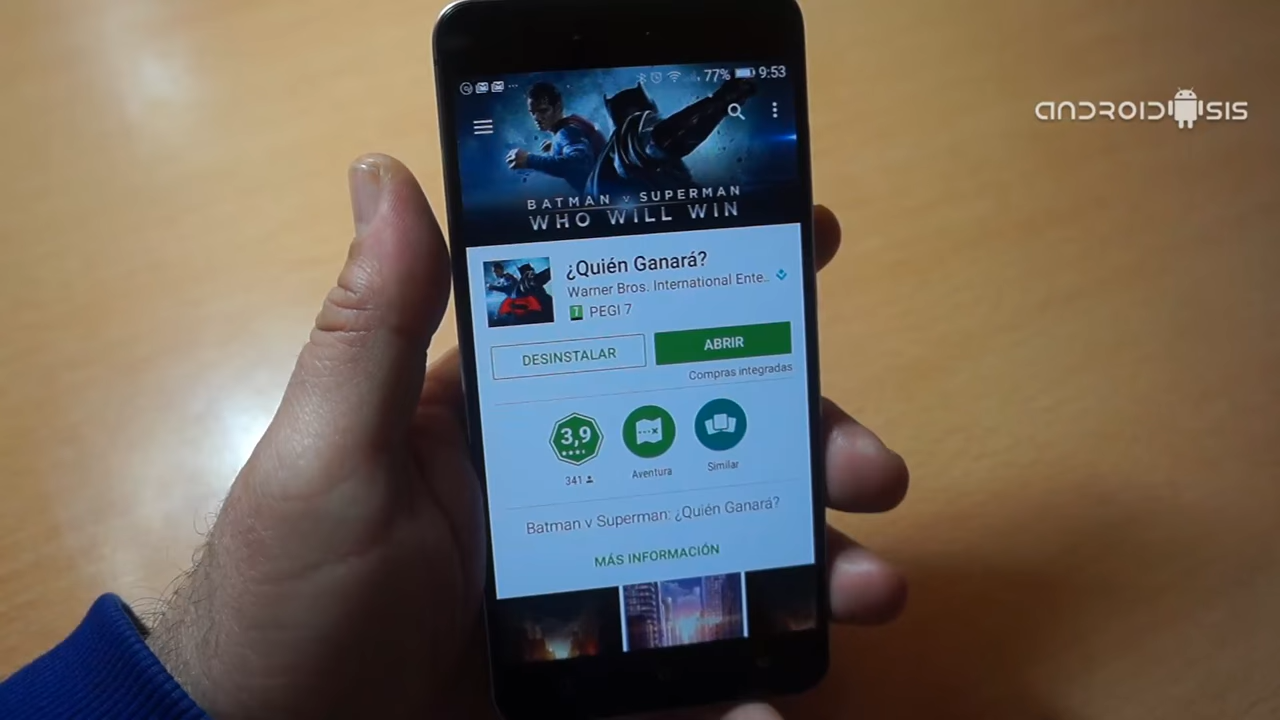 77% 9:53
ANDROIDSIS
BATMAN v SUPERMAN
WHO WILL WIN
¿Quién Ganará?
Warner Bros. International Ente..
7 PEGI 7
DESINSTALAR
ABRIR
Compras integradas
3,9
341
Aventura
Similar
Batman v Superman: ¿Quién Ganará?
MÁS INFORMACIÓN